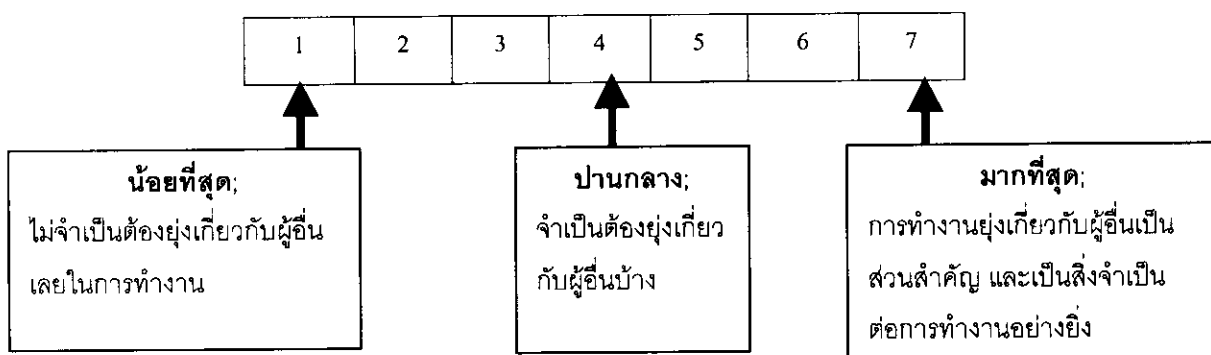 1 2 3 4 5 6 7
น้อยที่สุด;
ไม่จำเป็นต้องยุ่งเกี่ยวกับผู้อื่น
เลยในการทำงาน
ปานกลาง;
จำเป็นต้องยุ่งเกี่ยว
กับผู้อื่นบ้าง
มากที่สุด;
การทำงานยุ่งเกี่ยวกับผู้อื่นเป็น
ส่วนสำคัญ และเป็นสิ่งจำเป็น
ต่อการทำงานอย่างยิ่ง